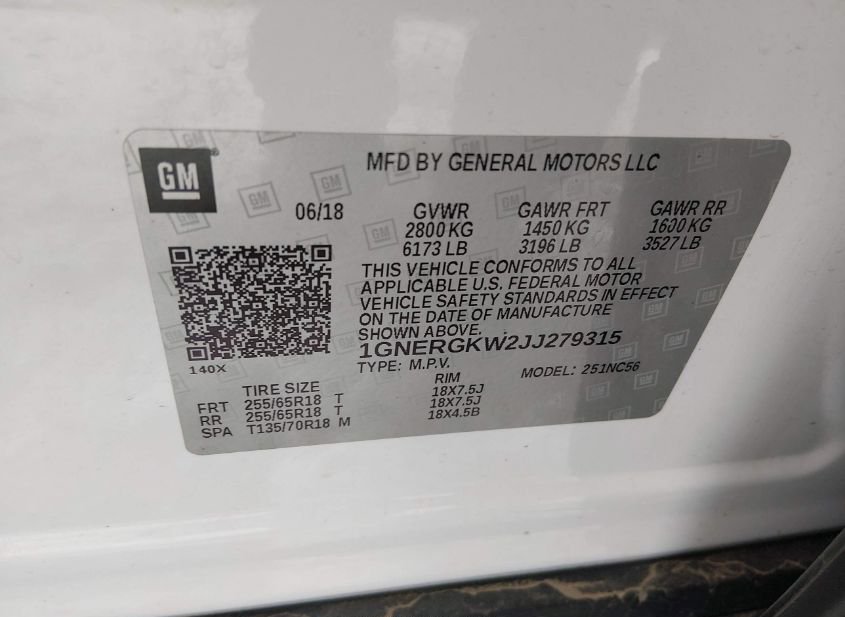 GM
MFD BY GENERAL MOTORS LLC
06/18 GVWR GAWR FRT GAWR RR
2800 KG 1450 KG 1600 KG
6173 LB 3196 LB 3527 LB
THIS VEHICLE CONFORMS TO ALL
APPLICABLE U.S. FEDERAL MOTOR
VEHICLE SAFETY STANDARDS IN EFFECT
ON THE DATE OF MANUFACTURE
SHOWN ABOVE.
1GNERGKW2JJ279315
140X
TYPE: M.P.V. MODEL: 251NC56
TIRE SIZE RIM
FRT 255/65R18 T 18X7.5J
RR 255/65R18 T 18X7.5J
SPA T135/70R18 M 18X4.5B